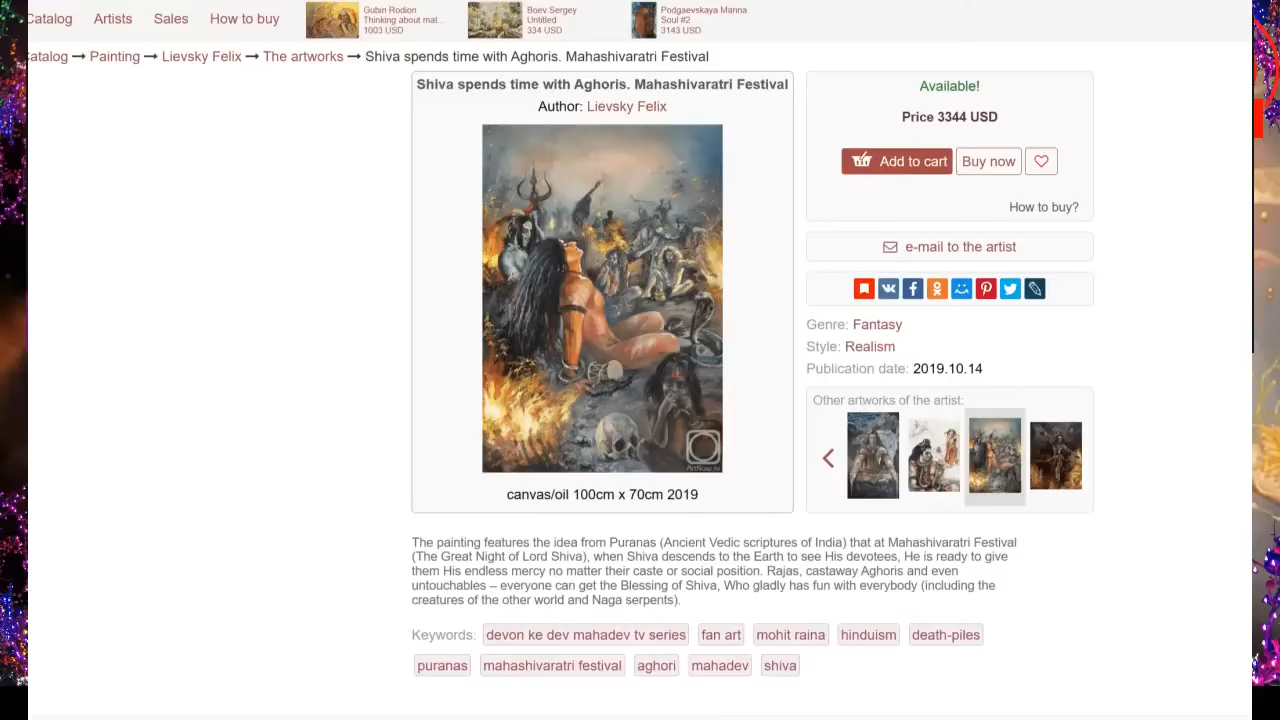 Catalog Artists Sales How to buy
Gubin Rodion
Thinking about mat...
1003 USD
Boev Sergey
Untitled
334 USD
Podgaevskaya Marina
Soul #2
3143 USD
atalog → Painting → Lievsky Felix → The artworks → Shiva spends time with Aghoris. Mahashivaratri Festival
Shiva spends time with Aghoris. Mahashivaratri Festival
Author: Lievsky Felix
ArtNow.ru
canvas/oil 100cm x 70cm 2019
Available!
Price 3344 USD
Add to cart Buy now
How to buy?
e-mail to the artist
Genre: Fantasy
Style: Realism
Publication date: 2019.10.14
Other artworks of the artist:
The painting features the idea from Puranas (Ancient Vedic scriptures of India) that at Mahashivaratri Festival
(The Great Night of Lord Shiva), when Shiva descends to the Earth to see His devotees, He is ready to give
them His endless mercy no matter their caste or social position. Rajas, castaway Aghoris and even
untouchables – everyone can get the Blessing of Shiva, Who gladly has fun with everybody (including the
creatures of the other world and Naga serpents).
Keywords: devon ke dev mahadev tv series fan art mohit raina hinduism death-piles
puranas mahashivaratri festival aghori mahadev shiva